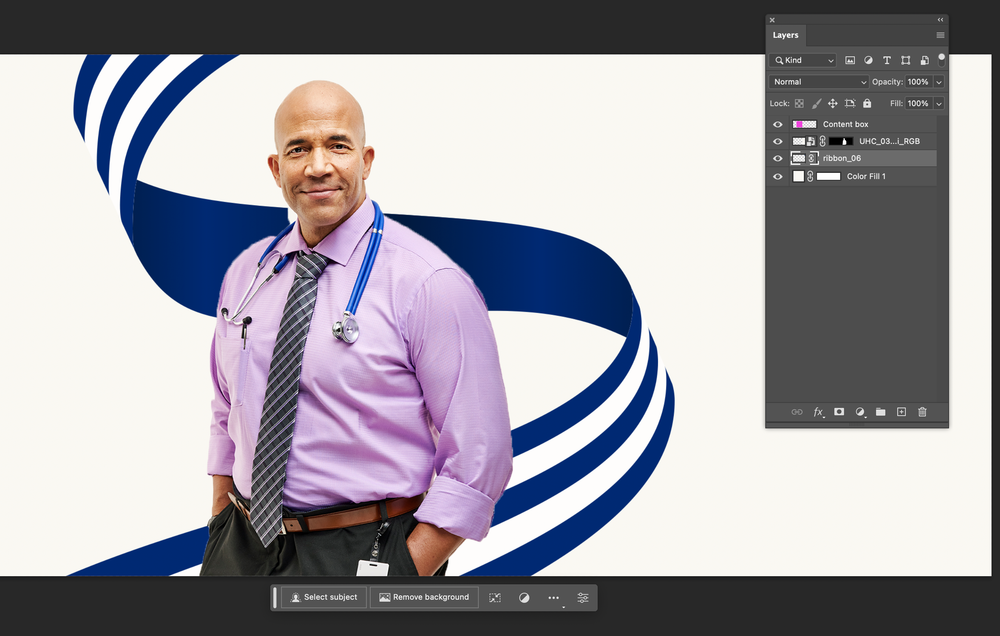 Layers
Kind
Normal
Opacity: 100%
Lock:
Fill: 100%
Content box
UHC_03...i_RGB
ribbon_06
Color Fill 1
fx
Select subject
Remove background